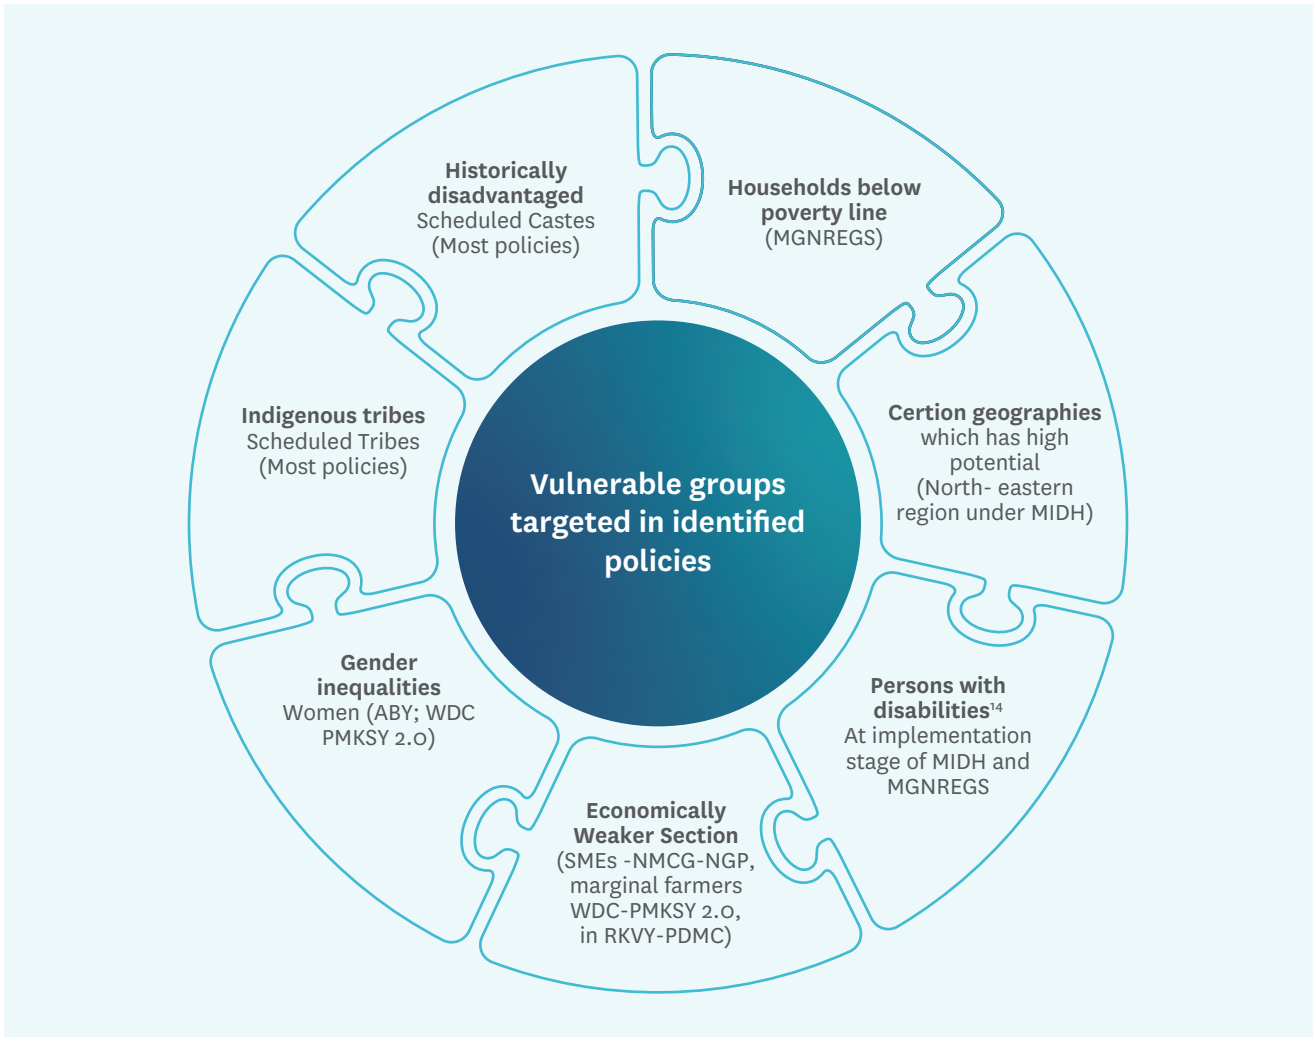 Historically
disadvantaged
Scheduled Castes
(Most policies)
Households below
poverty line
(MGNREGS)
Certion geographies
which has high
potential
(North- eastern
region under MIDH)
Persons with
disabilities¹⁴
At implementation
stage of MIDH and
MGNREGS
Economically
Weaker Section
(SMEs -NMCG-NGP,
marginal farmers
WDC-PMKSY 2.0,
in RKVY-PDMC)
Gender
inequalities
Women (ABY; WDC
PMKSY 2.0)
Indigenous tribes
Scheduled Tribes
(Most policies)
Vulnerable groups
targeted in identified
policies